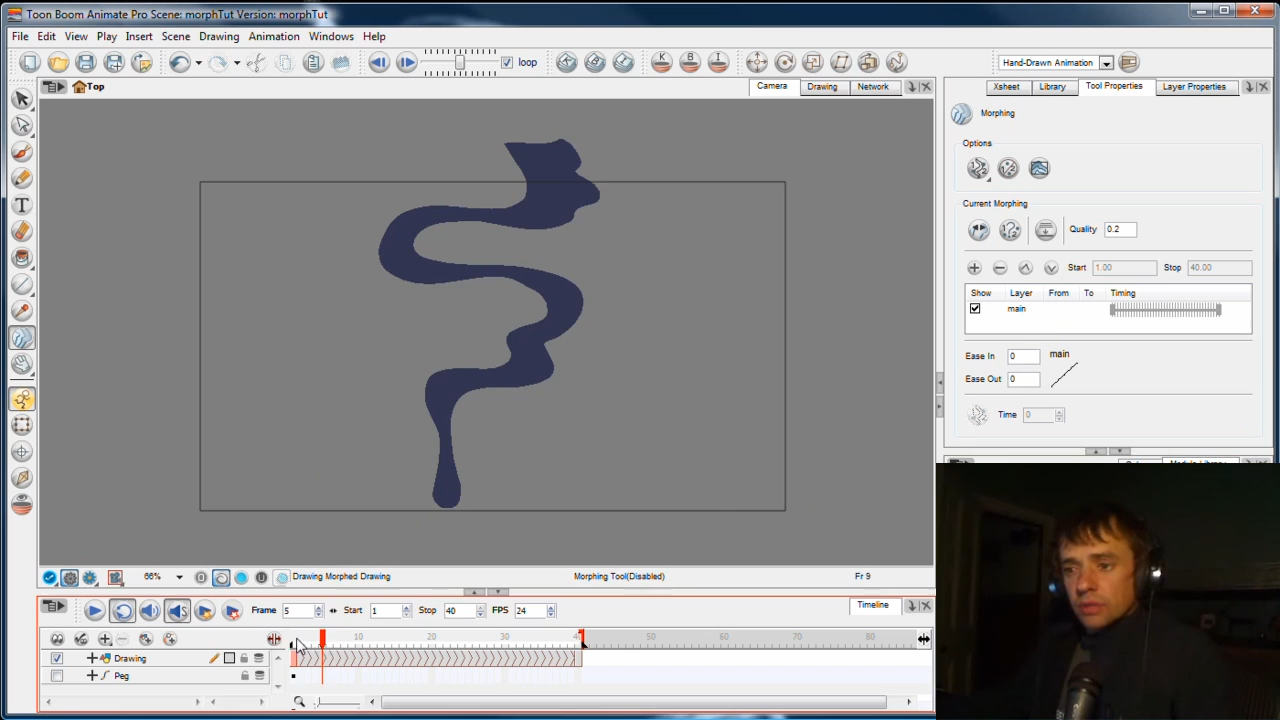 Toon Boom Animate Pro Scene: morphTut Version: morphTut
File Edit View Play Insert Scene Drawing Animation Windows Help
loop
K B I
Hand-Drawn Animation
Top
Camera Drawing Network
Xsheet Library Tool Properties Layer Properties
Morphing
Options
Current Morphing
Quality 0.2
Start 1.00 Stop 40.00
Show Layer From To Timing
main
Ease In 0 main
Ease Out 0
Time 0
T
66% Drawing Morphed Drawing Morphing Tool(Disabled) Fr 9
Frame 5 Start 1 Stop 40 FPS 24 Timeline
10 20 30 40 50 60 70 80
Drawing
Peg